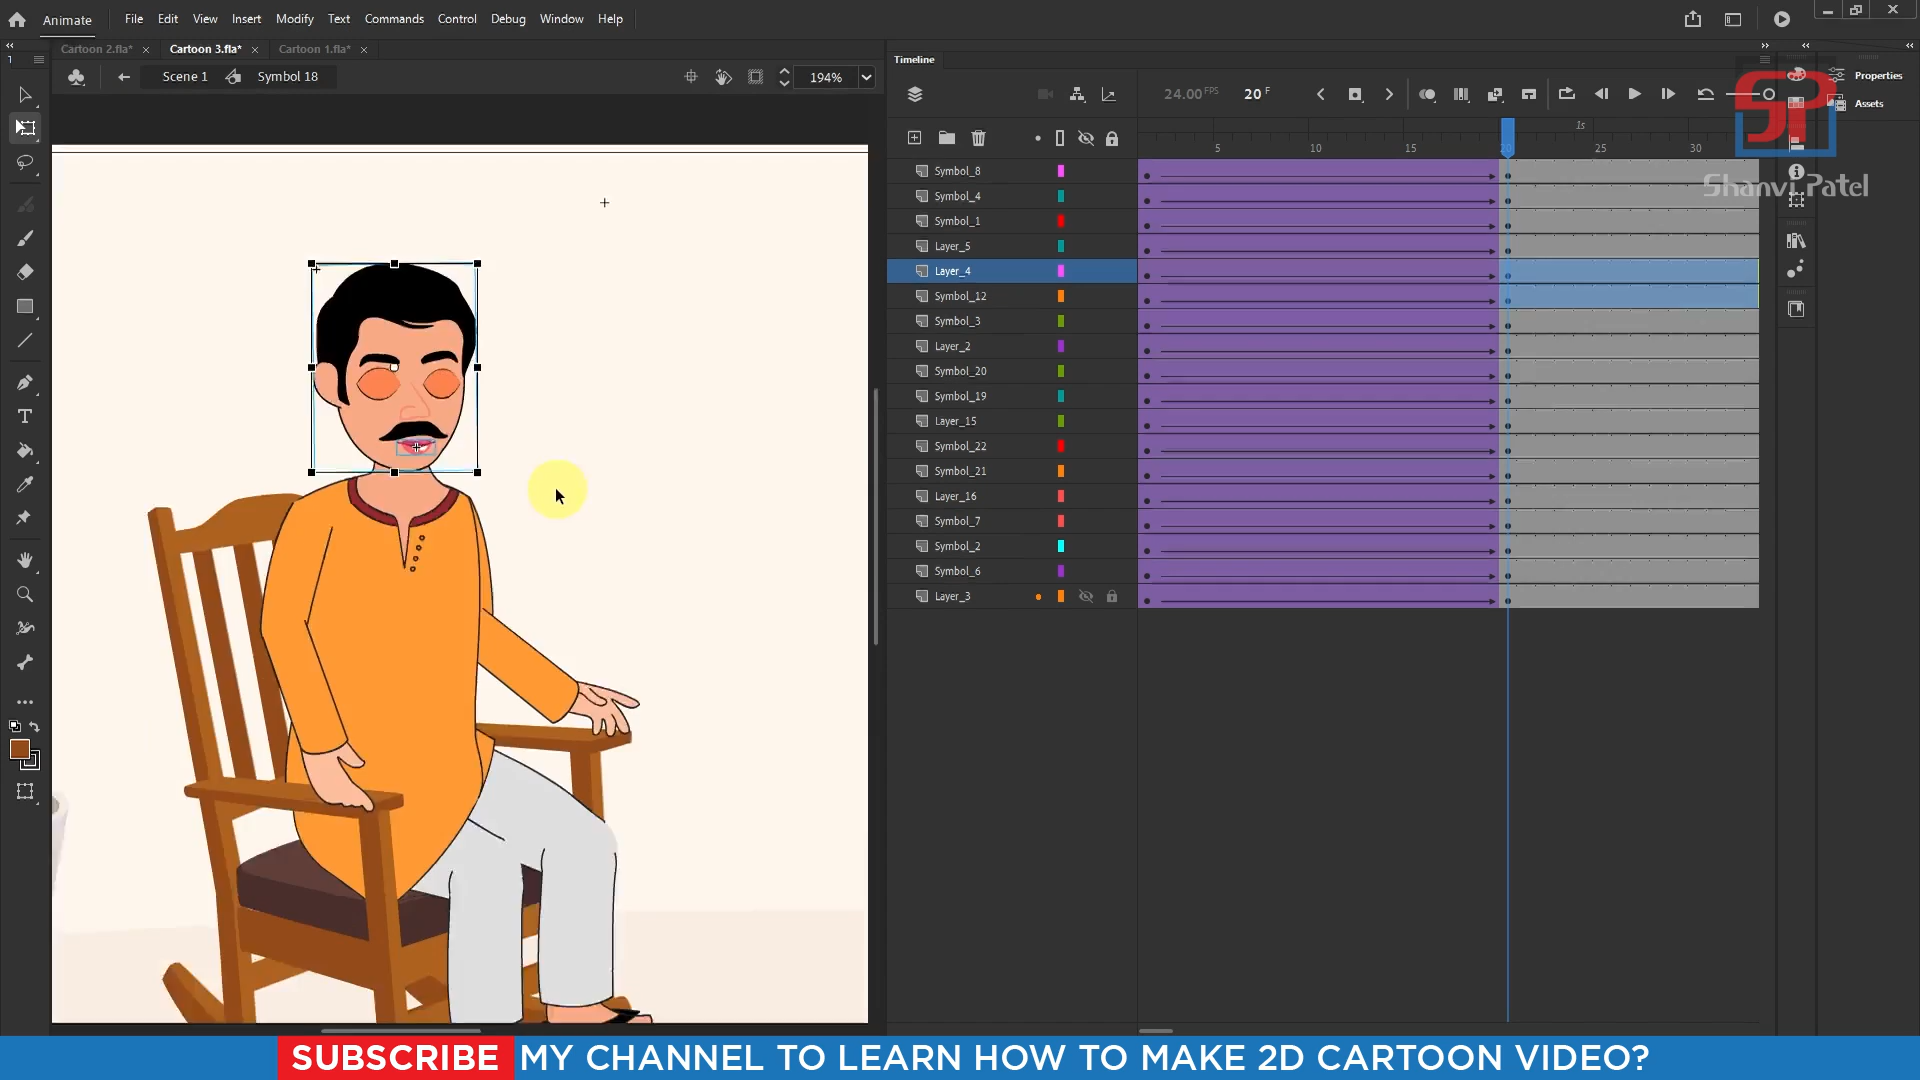 Animate File Edit View Insert Modify Text Commands Control Debug Window Help
Cartoon 2.fla* Cartoon 3.fla* Cartoon 1.fla*
Scene 1 Symbol 18 194%
Timeline
24.00 FPS 20 F
Properties
Assets
1s
5 10 15 20 25 30
SP
Shanvi Patel
Symbol_8
Symbol_4
Symbol_1
Layer_5
Layer_4
Symbol_12
Symbol_3
Layer_2
Symbol_20
Symbol_19
Layer_15
Symbol_22
Symbol_21
Layer_16
Symbol_7
Symbol_2
Symbol_6
Layer_3
SUBSCRIBE MY CHANNEL TO LEARN HOW TO MAKE 2D CARTOON VIDEO?